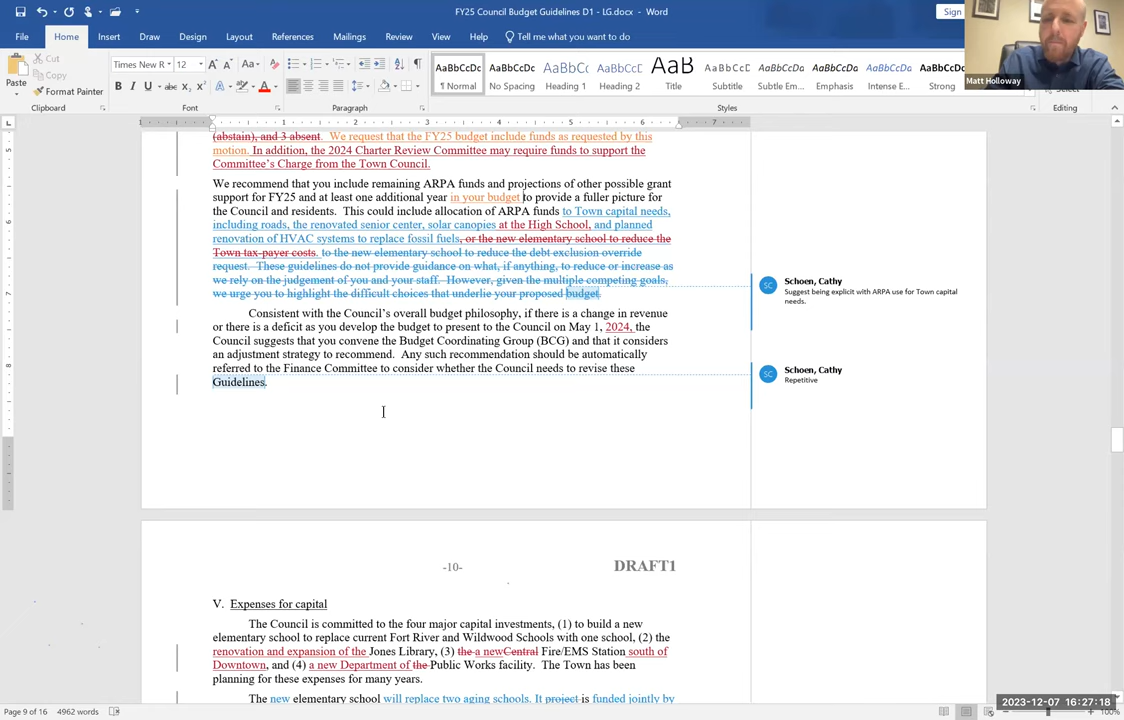 FY25 Council Budget Guidelines D1 - LG.docx - Word
Sign
File Home Insert Draw Design Layout References Mailings Review View Help Tell me what you want to do
Paste
Cut
Copy
Format Painter
Clipboard
Times New R 12
Font
Paragraph
AaBbCcDc AaBbCcDc AaBbC AaBbCcC AaB AaBbCcD AaBbCcDc AaBbCcDc AaBbCcDc AaBbCcDc
¶ Normal No Spacing Heading 1 Heading 2 Title Subtitle Subtle Em... Emphasis Intense E... Strong
Styles
Editing
Matt Holloway
(abstain), and 3 absent. We request that the FY25 budget include funds as requested by this
motion. In addition, the 2024 Charter Review Committee may require funds to support the
Committee's Charge from the Town Council.
We recommend that you include remaining ARPA funds and projections of other possible grant
support for FY25 and at least one additional year in your budget to provide a fuller picture for
the Council and residents. This could include allocation of ARPA funds to Town capital needs,
including roads, the renovated senior center, solar canopies at the High School, and planned
renovation of HVAC systems to replace fossil fuels, or the new elementary school to reduce the
Town tax-payer costs. to the new elementary school to reduce the debt exclusion override
request. These guidelines do not provide guidance on what, if anything, to reduce or increase as
we rely on the judgement of you and your staff. However, given the multiple competing goals,
we urge you to highlight the difficult choices that underlie your proposed budget.
Consistent with the Council's overall budget philosophy, if there is a change in revenue
or there is a deficit as you develop the budget to present to the Council on May 1, 2024, the
Council suggests that you convene the Budget Coordinating Group (BCG) and that it considers
an adjustment strategy to recommend. Any such recommendation should be automatically
referred to the Finance Committee to consider whether the Council needs to revise these
Guidelines.
SC Schoen, Cathy
Suggest being explicit with ARPA use for Town capital
needs.
SC Schoen, Cathy
Repetitive
-10- DRAFT1
V. Expenses for capital
The Council is committed to the four major capital investments, (1) to build a new
elementary school to replace current Fort River and Wildwood Schools with one school, (2) the
renovation and expansion of the Jones Library, (3) the a newCentral Fire/EMS Station south of
Downtown, and (4) a new Department of the Public Works facility. The Town has been
planning for these expenses for many years.
The new elementary school will replace two aging schools. It project is funded jointly by
Page 9 of 16 4962 words
2023-12-07 16:27:18
100%